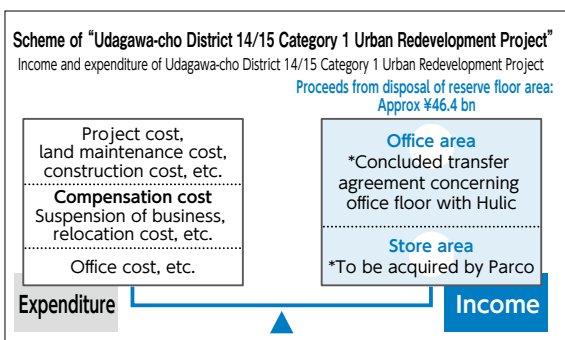 Scheme of “Udagawa-cho District 14/15 Category 1 Urban Redevelopment Project”
Income and expenditure of Udagawa-cho District 14/15 Category 1 Urban Redevelopment Project
Proceeds from disposal of reserve floor area:
Approx ¥46.4 bn
Project cost,
land maintenance cost,
construction cost, etc.
Compensation cost
Suspension of business,
relocation cost, etc.
Office cost, etc.
Expenditure
Office area
*Concluded transfer
agreement concerning
office floor with Hulic
Store area
*To be acquired by Parco
Income